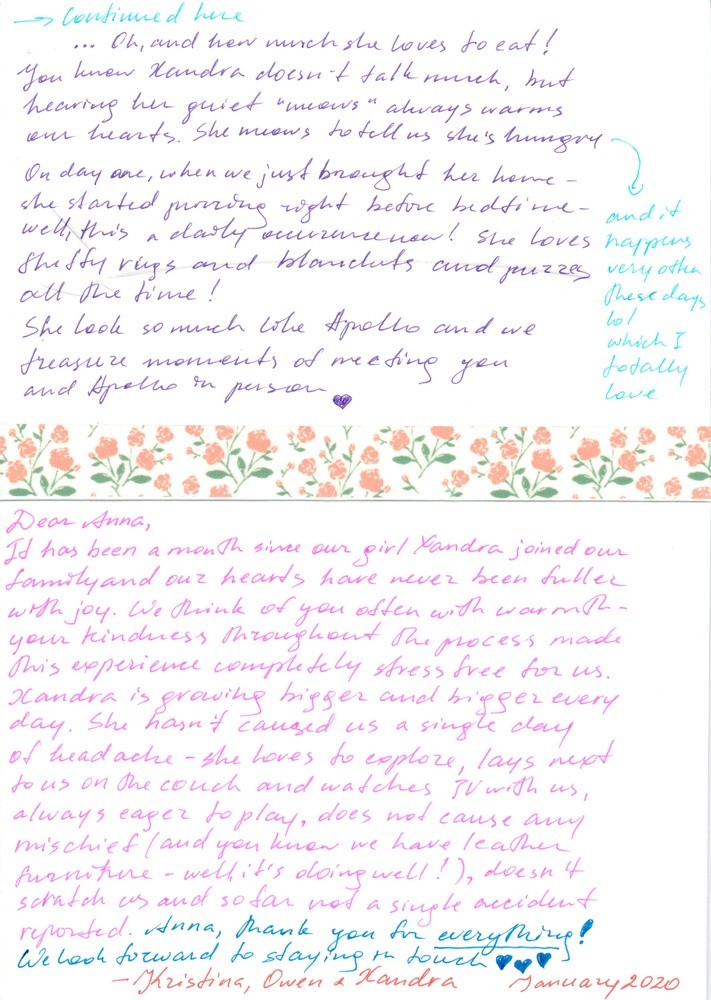 → Continued here
... Oh, and how much she loves to eat!
You know Xandra doesn't talk much, but
hearing her quiet "meows" always warms
our hearts. She meows to tell us she's hungry
and it
happens
very often
these days
lol
which I
totally
love
On day one, when we just brought her home -
she started purring right before bedtime -
well, this a daily occurence now! She loves
fluffy rugs and blankets and purrs
all the time!
She look so much like Apollo and we
treasure moments of meeting you
and Apollo in person
Dear Anna,
It has been a month since our girl Xandra joined our
family and our hearts have never been fuller
with joy. We think of you often with warmth -
your kindness throughout the process made
this experience completely stress free for us.
Xandra is growing bigger and bigger every
day. She hasn't caused us a single day
of headache - she loves to explore, lays next
to us on the couch and watches TV with us,
always eager to play, does not cause any
mischief (and you know we have leather
furniture - well it's doing well!), doesn't
scratch us and so far not a single accident
reported. Anna, thank you for everything!
We look forward to staying in touch
- Kristina, Owen & Xandra January 2020